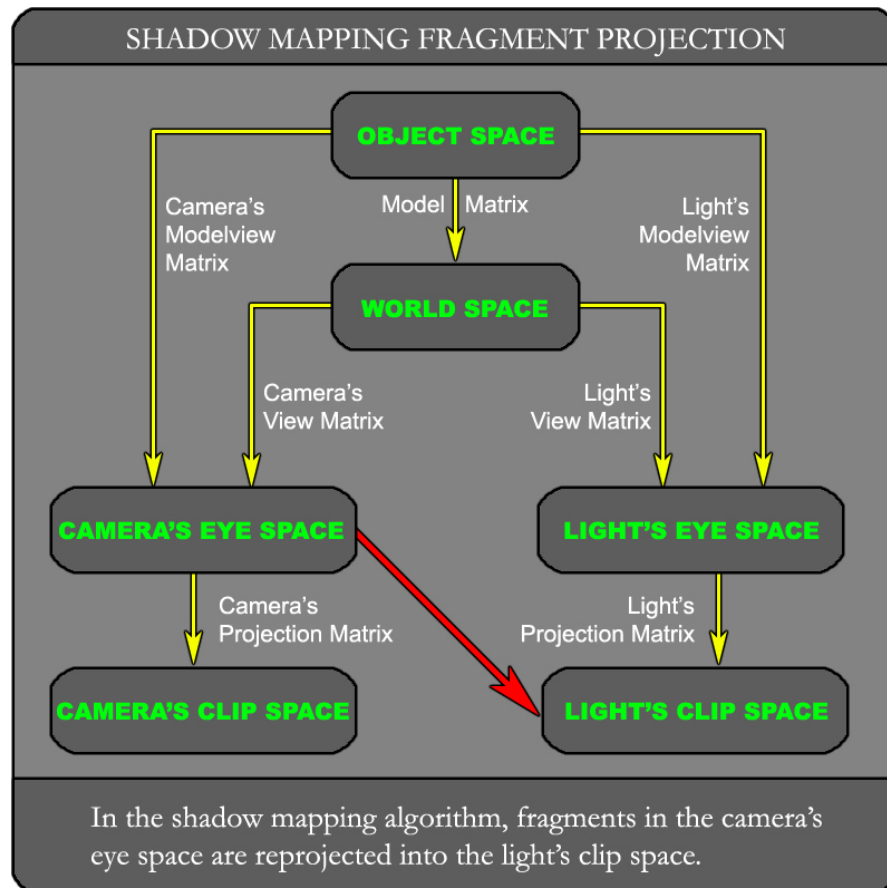 SHADOW MAPPING FRAGMENT PROJECTION
OBJECT SPACE
Camera's
Modelview
Matrix
Model Matrix
Light's
Modelview
Matrix
WORLD SPACE
Camera's
View Matrix
Light's
View Matrix
CAMERA'S EYE SPACE
LIGHT'S EYE SPACE
Camera's
Projection Matrix
Light's
Projection Matrix
CAMERA'S CLIP SPACE
LIGHT'S CLIP SPACE
In the shadow mapping algorithm, fragments in the camera's
eye space are reprojected into the light's clip space.